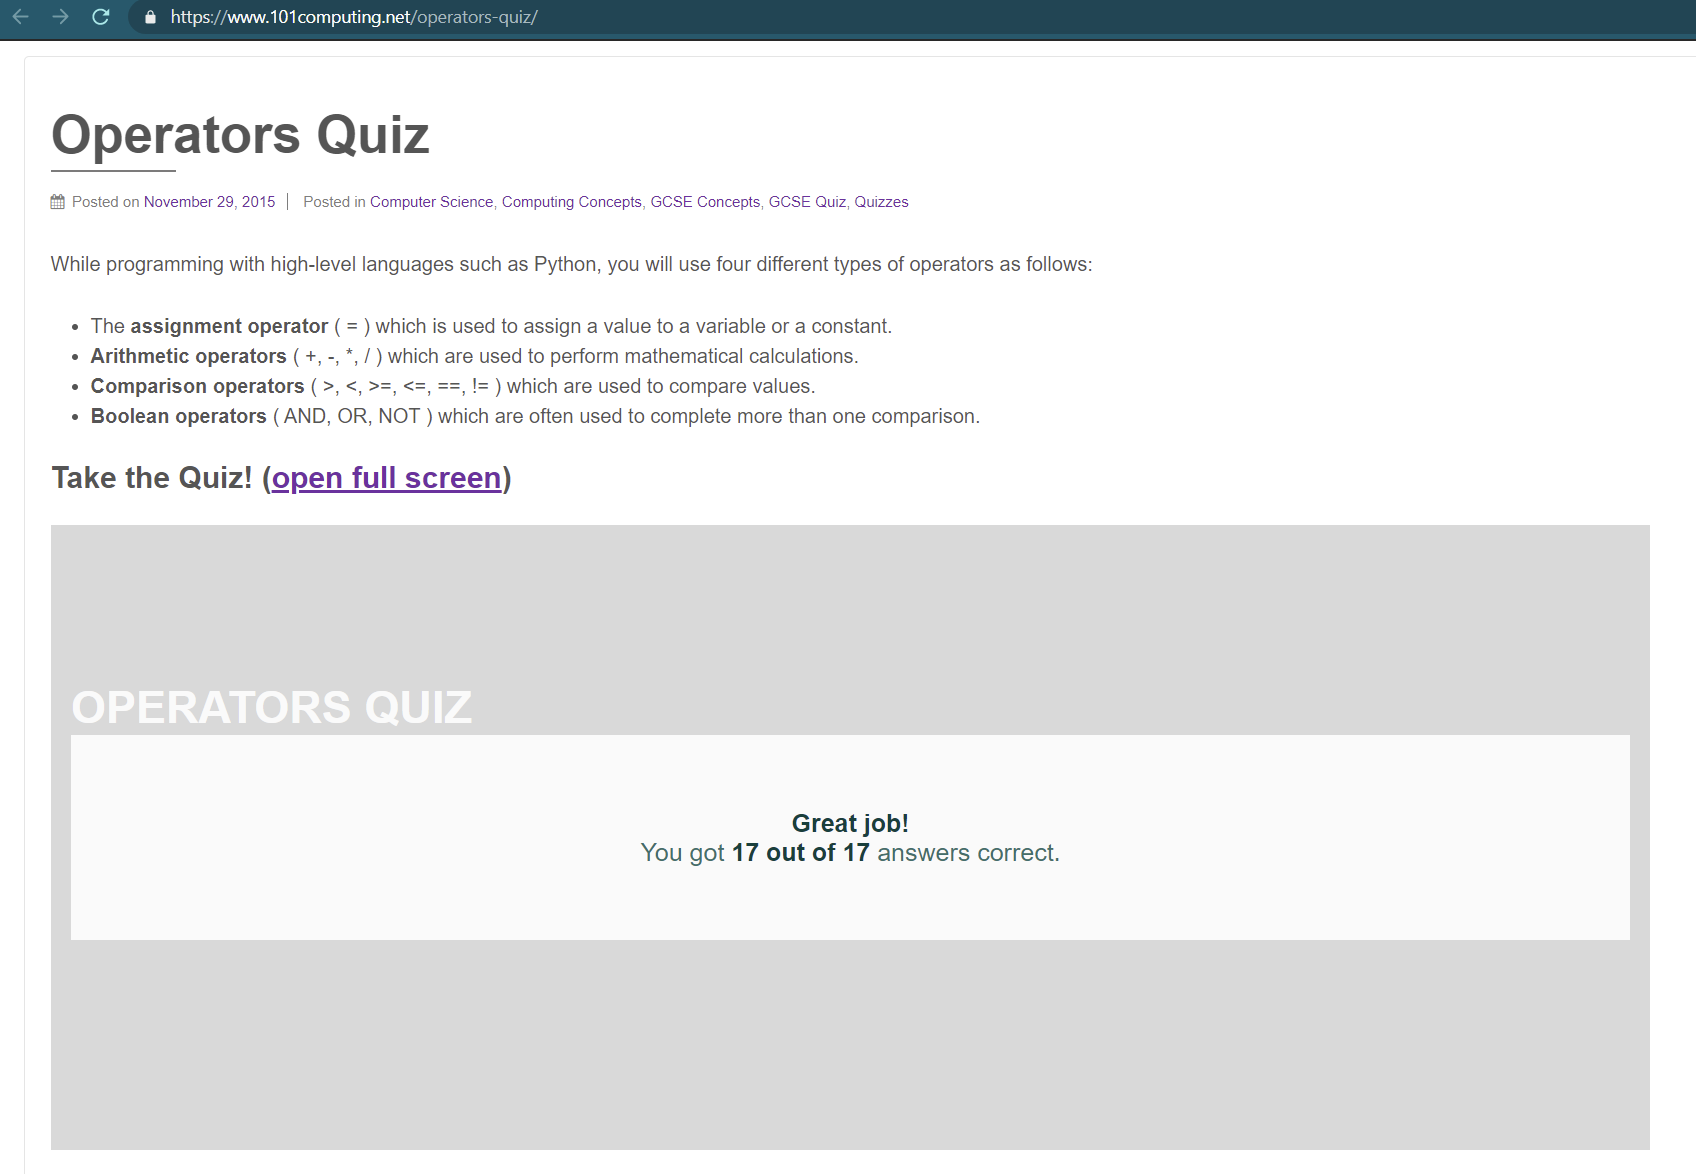 https://www.101computing.net/operators-quiz/
Operators Quiz
Posted on November 29, 2015 | Posted in Computer Science, Computing Concepts, GCSE Concepts, GCSE Quiz, Quizzes
While programming with high-level languages such as Python, you will use four different types of operators as follows:
• The assignment operator ( = ) which is used to assign a value to a variable or a constant.
• Arithmetic operators ( +, -, *, / ) which are used to perform mathematical calculations.
• Comparison operators ( >, <, >=, <=, ==, != ) which are used to compare values.
• Boolean operators ( AND, OR, NOT ) which are often used to complete more than one comparison.
Take the Quiz! (open full screen)
OPERATORS QUIZ
Great job!
You got 17 out of 17 answers correct.